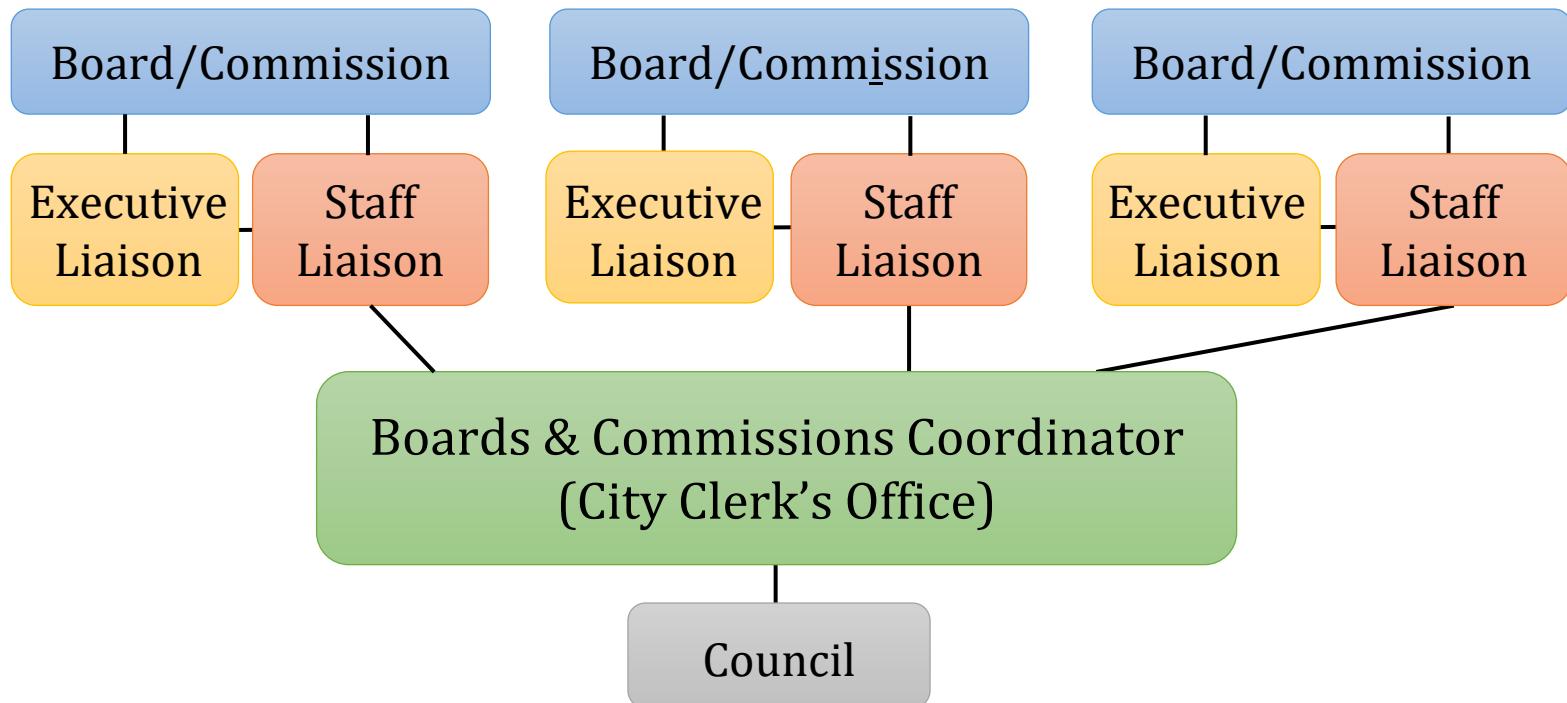 Board/Commission
Board/Commission
Board/Commission
Executive
Liaison
Staff
Liaison
Executive
Liaison
Staff
Liaison
Executive
Liaison
Staff
Liaison
Boards & Commissions Coordinator
(City Clerk’s Office)
Council